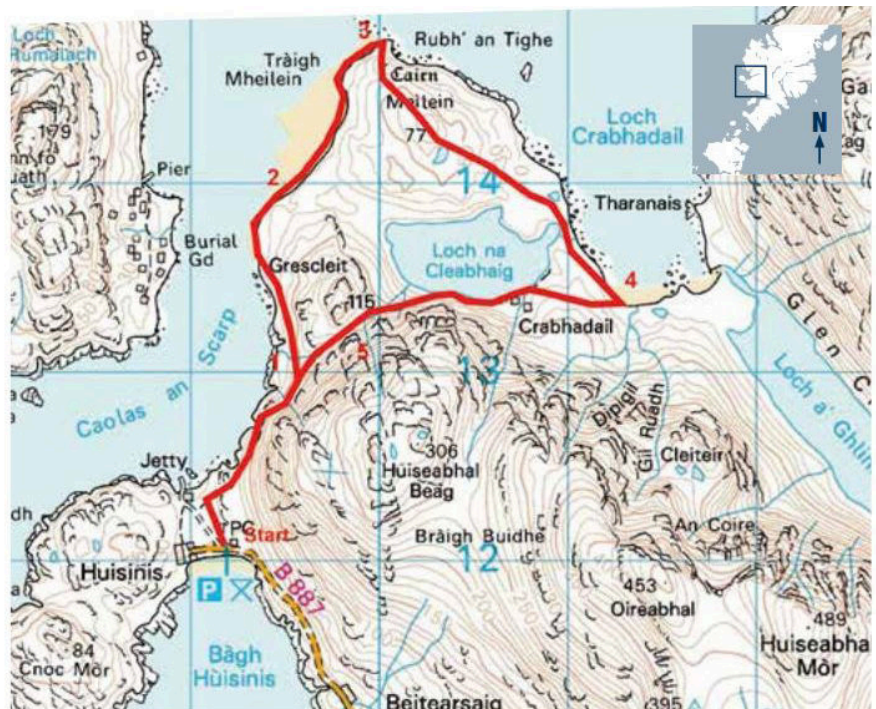 Loch
Rumalach
Tràigh
Mheilein
3
Rubh' an Tighe
Cairn
Meilein
77
179
Pier
2
14
Loch
Crabhadail
Tharanais
N
Burial
Gd
Grescleit
Loch na
Cleabhaig
4
115
Crabhadail
Glen
Caolas an Scarp
1
5
13
Dipigil
Gil Ruadh
Loch a' Ghlin
Jetty
306
Huiseabhal
Beag
Cleiteir
PC
Start
Bràigh Buidhe
An Coire
Huisinis
12
P
B 887
453
Oireabhal
489
Huiseabha
Mòr
84
Cnoc Mòr
Bàgh
Hùisinis
Beitearsaig
395